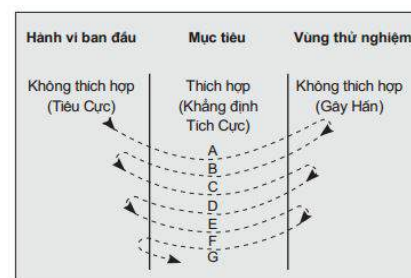 Hành vi ban đầu
Mục tiêu
Vùng thử nghiệm
Không thích hợp
(Tiêu Cực)
Thích hợp
(Khẳng định
Tích Cực)
Không thích hợp
(Gây Hấn)
A
B
C
D
E
F
G